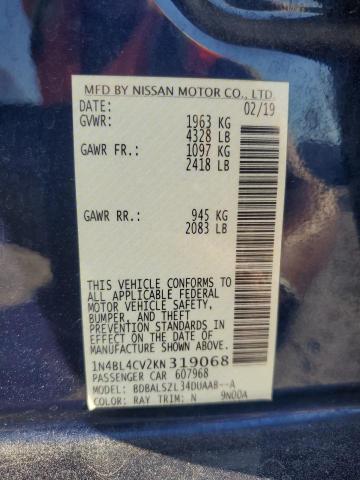 MFD BY NISSAN MOTOR CO., LTD.
DATE: 02/19
GVWR: 1963 KG
4328 LB
GAWR FR.: 1097 KG
2418 LB
GAWR RR.: 945 KG
2083 LB
THIS VEHICLE CONFORMS TO
ALL APPLICABLE FEDERAL
MOTOR VEHICLE SAFETY,
BUMPER, AND THEFT
PREVENTION STANDARDS IN
EFFECT ON THE DATE OF
MANUFACTURE SHOWN ABOVE.
1N4BL4CV2KN319068
PASSENGER CAR 607968
MODEL: BDBALSZL34DUAAB--A
COLOR: RAY TRIM: N 9N00A